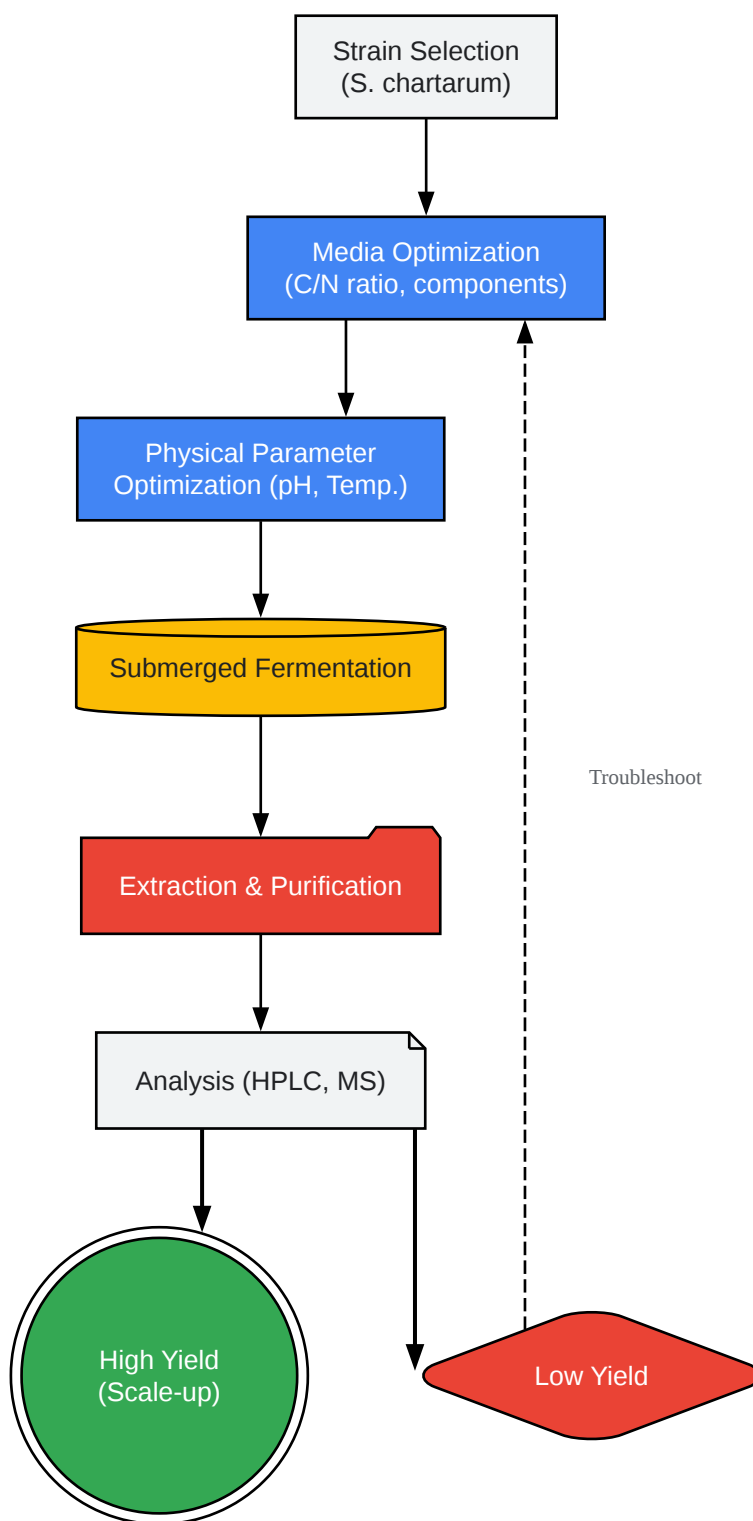 Strain Selection
(S. chartarum)
Media Optimization
(C/N ratio, components)
Physical Parameter
Optimization (pH, Temp.)
Submerged Fermentation
Troubleshoot
Extraction & Purification
Analysis (HPLC, MS)
High Yield
(Scale-up)
Low Yield